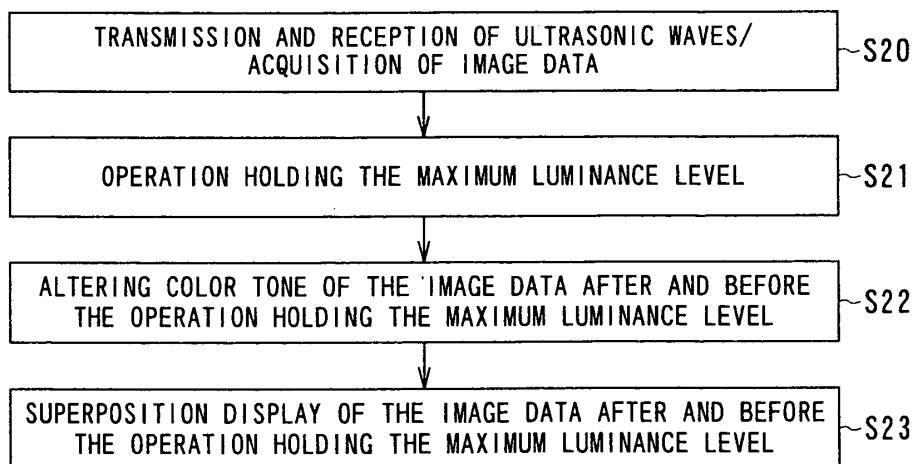 TRANSMISSION AND RECEPTION OF ULTRASONIC WAVES/
ACQUISITION OF IMAGE DATA
S20
OPERATION HOLDING THE MAXIMUM LUMINANCE LEVEL
S21
ALTERING COLOR TONE OF THE IMAGE DATA AFTER AND BEFORE
THE OPERATION HOLDING THE MAXIMUM LUMINANCE LEVEL
S22
SUPERPOSITION DISPLAY OF THE IMAGE DATA AFTER AND BEFORE
THE OPERATION HOLDING THE MAXIMUM LUMINANCE LEVEL
S23